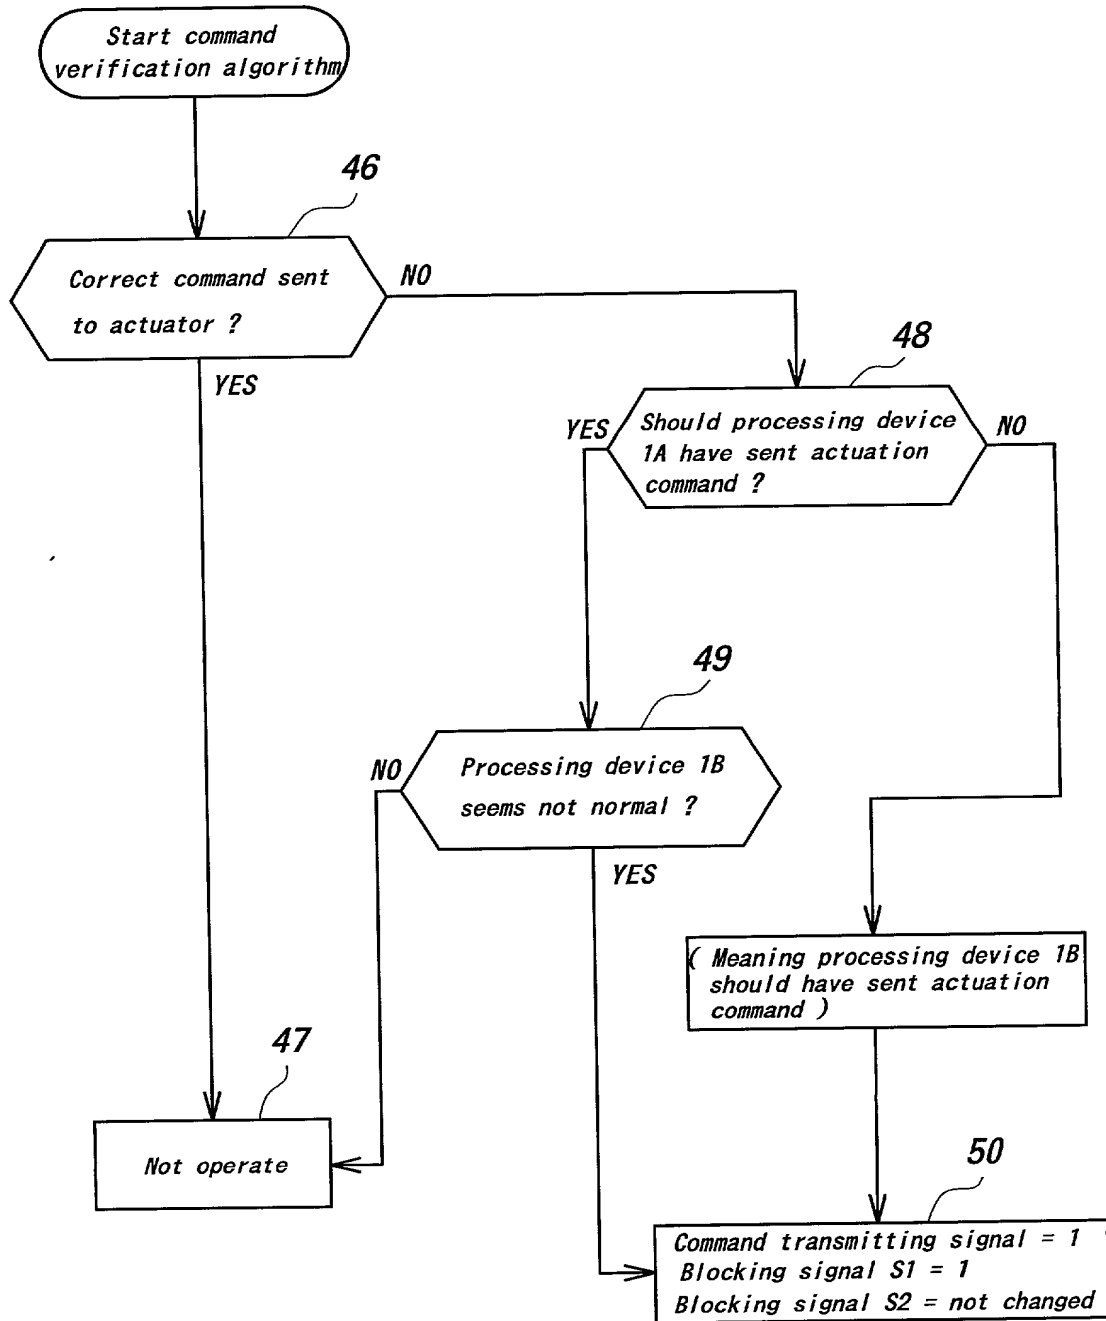 Start command
verification algorithm
46
Correct command sent
to actuator ?
NO
YES
48
Should processing device
1A have sent actuation
command ?
YES
NO
49
Processing device 1B
seems not normal ?
NO
YES
( Meaning processing device 1B
should have sent actuation
command )
47
Not operate
50
Command transmitting signal = 1
Blocking signal S1 = 1
Blocking signal S2 = not changed